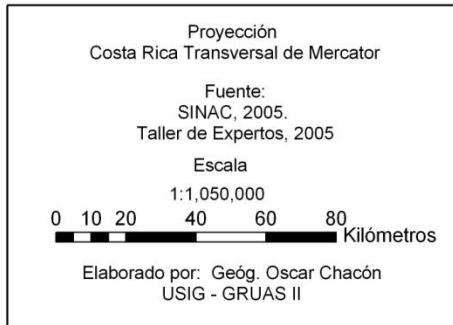 Proyección
Costa Rica Transversal de Mercator
Fuente:
SINAC, 2005.
Taller de Expertos, 2005
Escala
1:1,050,000
0 10 20 40 60 80
Kilómetros
Elaborado por: Geóg. Oscar Chacón
USIG - GRUAS II